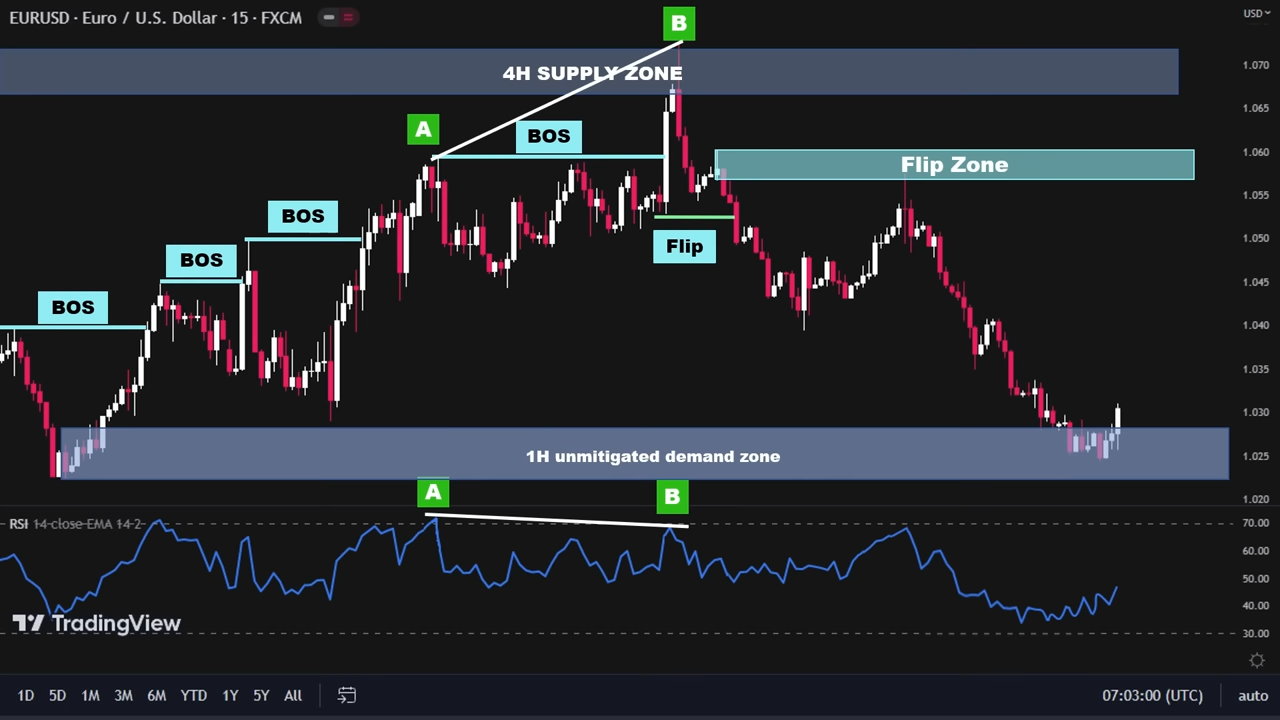 EURUSD · Euro / U.S. Dollar · 15 · FXCM
USD
B
1.070
4H SUPPLY ZONE
1.065
A
BOS
1.060
Flip Zone
1.055
BOS
1.050
Flip
BOS
1.045
BOS
1.040
1.035
1.030
1H unmitigated demand zone
1.025
A
B
1.020
RSI 14 close EMA 14 2
70.00
60.00
50.00
40.00
TradingView
30.00
1D 5D 1M 3M 6M YTD 1Y 5Y All
07:03:00 (UTC)
auto